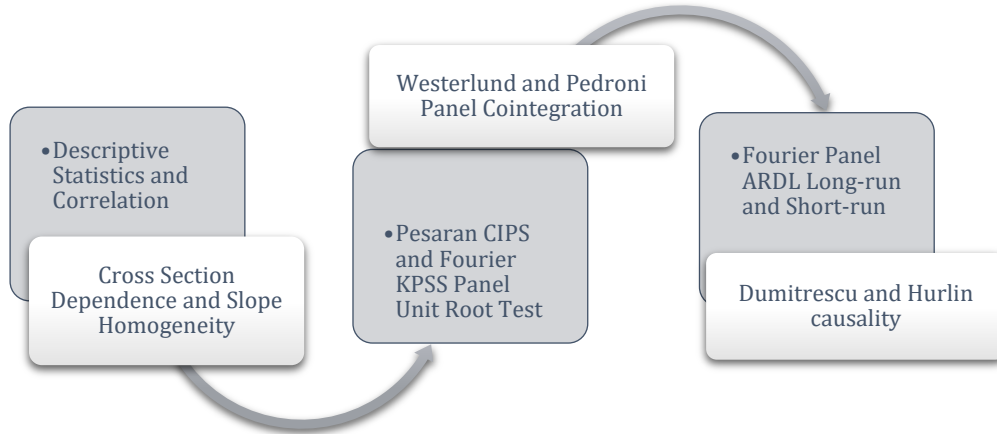 •Descriptive
Statistics and
Correlation
Cross Section
Dependence and Slope
Homogeneity
Westerlund and Pedroni
Panel Cointegration
•Pesaran CIPS
and Fourier
KPSS Panel
Unit Root Test
•Fourier Panel
ARDL Long-run
and Short-run
Dumitrescu and Hurlin
causality